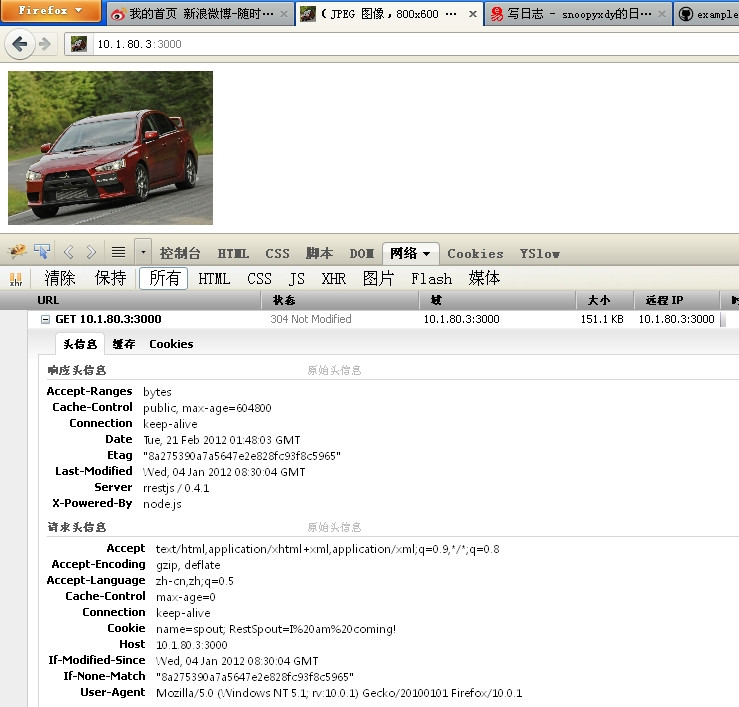 Firefox
我的首页 新浪微博-随时···
( JPEG 图像，800x600 ···
写日志 - snoopyxdy的日···
example
10.1.80.3:3000
控制台 HTML CSS 脚本 DOM 网络 Cookies YSlow
xhr 清除 保持 所有 HTML CSS JS XHR 图片 Flash 媒体
URL 状态 域 大小 远程 IP
GET 10.1.80.3:3000 304 Not Modified 10.1.80.3:3000 151.1 KB 10.1.80.3:3000
头信息 缓存 Cookies
响应头信息 原始头信息
Accept-Ranges bytes
Cache-Control public, max-age=604800
Connection keep-alive
Date Tue, 21 Feb 2012 01:48:03 GMT
Etag "8a275390a7a5647e2e828fc93f8c5965"
Last-Modified Wed, 04 Jan 2012 08:30:04 GMT
Server rrestjs / 0.4.1
X-Powered-By node.js
请求头信息 原始头信息
Accept text/html,application/xhtml+xml,application/xml;q=0.9,*/*;q=0.8
Accept-Encoding gzip, deflate
Accept-Language zh-cn,zh;q=0.5
Cache-Control max-age=0
Connection keep-alive
Cookie name=spout; RestSpout=I%20am%20coming!
Host 10.1.80.3:3000
If-Modified-Since Wed, 04 Jan 2012 08:30:04 GMT
If-None-Match "8a275390a7a5647e2e828fc93f8c5965"
User-Agent Mozilla/5.0 (Windows NT 5.1; rv:10.0.1) Gecko/20100101 Firefox/10.0.1